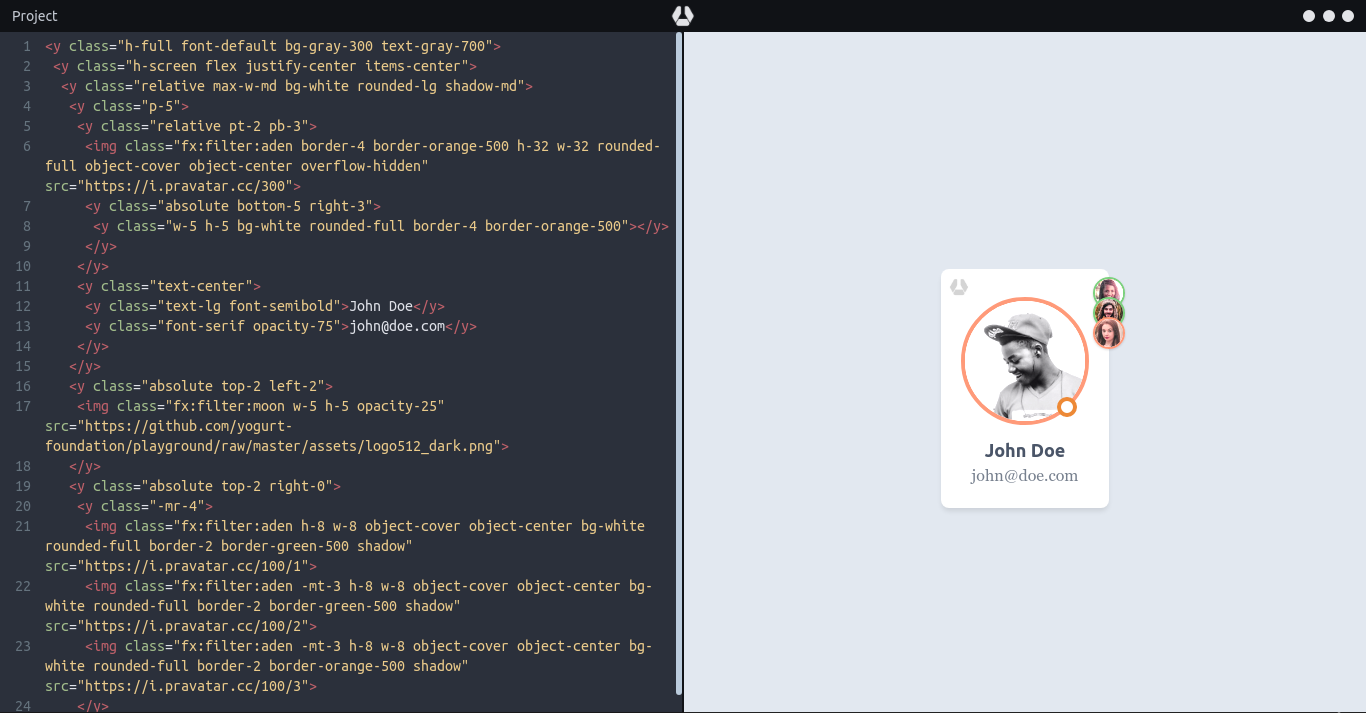 Project
1 <y class="h-full font-default bg-gray-300 text-gray-700">
2 <y class="h-screen flex justify-center items-center">
3 <y class="relative max-w-md bg-white rounded-lg shadow-md">
4 <y class="p-5">
5 <y class="relative pt-2 pb-3">
6 <img class="fx:filter:aden border-4 border-orange-500 h-32 w-32 rounded-
full object-cover object-center overflow-hidden"
src="https://i.pravatar.cc/300">
7 <y class="absolute bottom-5 right-3">
8 <y class="w-5 h-5 bg-white rounded-full border-4 border-orange-500"></y>
9 </y>
10 </y>
11 <y class="text-center">
12 <y class="text-lg font-semibold">John Doe</y>
13 <y class="font-serif opacity-75">john@doe.com</y>
14 </y>
15 </y>
16 <y class="absolute top-2 left-2">
17 <img class="fx:filter:moon w-5 h-5 opacity-25"
src="https://github.com/yogurt-
foundation/playground/raw/master/assets/logo512_dark.png">
18 </y>
19 <y class="absolute top-2 right-0">
20 <y class="-mr-4">
21 <img class="fx:filter:aden h-8 w-8 object-cover object-center bg-white
rounded-full border-2 border-green-500 shadow"
src="https://i.pravatar.cc/100/1">
22 <img class="fx:filter:aden -mt-3 h-8 w-8 object-cover object-center bg-
white rounded-full border-2 border-green-500 shadow"
src="https://i.pravatar.cc/100/2">
23 <img class="fx:filter:aden -mt-3 h-8 w-8 object-cover object-center bg-
white rounded-full border-2 border-orange-500 shadow"
src="https://i.pravatar.cc/100/3">
24 </y>
John Doe
john@doe.com